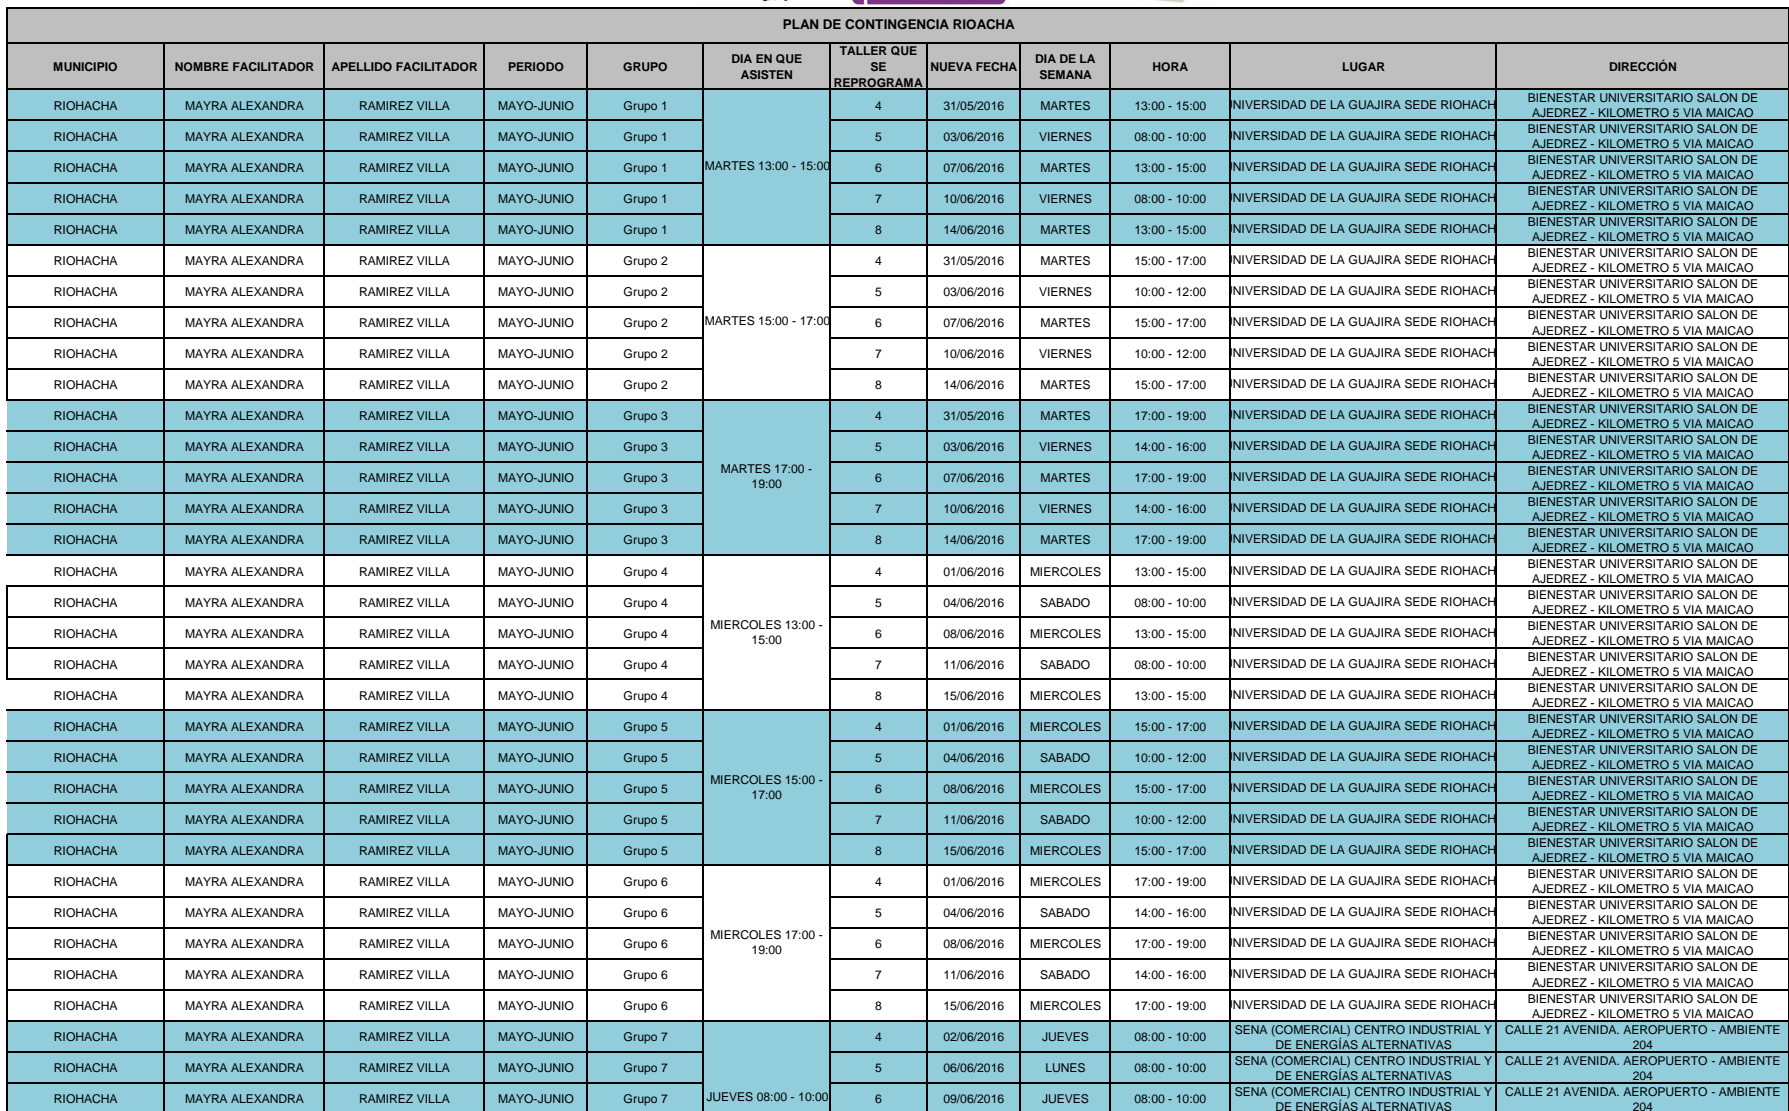 PLAN DE CONTINGENCIA RIOACHA
MUNICIPIO NOMBRE FACILITADOR APELLIDO FACILITADOR PERIODO GRUPO DIA EN QUE ASISTEN TALLER QUE SE REPROGRAMA NUEVA FECHA DIA DE LA SEMANA HORA LUGAR DIRECCIÓN
MARTES 13:00 - 15:00
RIOHACHA MAYRA ALEXANDRA RAMIREZ VILLA MAYO-JUNIO Grupo 1 4 31/05/2016 MARTES 13:00 - 15:00 NIVERSIDAD DE LA GUAJIRA SEDE RIOHACH BIENESTAR UNIVERSITARIO SALON DE AJEDREZ - KILOMETRO 5 VIA MAICAO
RIOHACHA MAYRA ALEXANDRA RAMIREZ VILLA MAYO-JUNIO Grupo 1 5 03/06/2016 VIERNES 08:00 - 10:00 NIVERSIDAD DE LA GUAJIRA SEDE RIOHACH BIENESTAR UNIVERSITARIO SALON DE AJEDREZ - KILOMETRO 5 VIA MAICAO
RIOHACHA MAYRA ALEXANDRA RAMIREZ VILLA MAYO-JUNIO Grupo 1 6 07/06/2016 MARTES 13:00 - 15:00 NIVERSIDAD DE LA GUAJIRA SEDE RIOHACH BIENESTAR UNIVERSITARIO SALON DE AJEDREZ - KILOMETRO 5 VIA MAICAO
RIOHACHA MAYRA ALEXANDRA RAMIREZ VILLA MAYO-JUNIO Grupo 1 7 10/06/2016 VIERNES 08:00 - 10:00 NIVERSIDAD DE LA GUAJIRA SEDE RIOHACH BIENESTAR UNIVERSITARIO SALON DE AJEDREZ - KILOMETRO 5 VIA MAICAO
RIOHACHA MAYRA ALEXANDRA RAMIREZ VILLA MAYO-JUNIO Grupo 1 8 14/06/2016 MARTES 13:00 - 15:00 NIVERSIDAD DE LA GUAJIRA SEDE RIOHACH BIENESTAR UNIVERSITARIO SALON DE AJEDREZ - KILOMETRO 5 VIA MAICAO
MARTES 15:00 - 17:00
RIOHACHA MAYRA ALEXANDRA RAMIREZ VILLA MAYO-JUNIO Grupo 2 4 31/05/2016 MARTES 15:00 - 17:00 NIVERSIDAD DE LA GUAJIRA SEDE RIOHACH BIENESTAR UNIVERSITARIO SALON DE AJEDREZ - KILOMETRO 5 VIA MAICAO
RIOHACHA MAYRA ALEXANDRA RAMIREZ VILLA MAYO-JUNIO Grupo 2 5 03/06/2016 VIERNES 10:00 - 12:00 NIVERSIDAD DE LA GUAJIRA SEDE RIOHACH BIENESTAR UNIVERSITARIO SALON DE AJEDREZ - KILOMETRO 5 VIA MAICAO
RIOHACHA MAYRA ALEXANDRA RAMIREZ VILLA MAYO-JUNIO Grupo 2 6 07/06/2016 MARTES 15:00 - 17:00 NIVERSIDAD DE LA GUAJIRA SEDE RIOHACH BIENESTAR UNIVERSITARIO SALON DE AJEDREZ - KILOMETRO 5 VIA MAICAO
RIOHACHA MAYRA ALEXANDRA RAMIREZ VILLA MAYO-JUNIO Grupo 2 7 10/06/2016 VIERNES 10:00 - 12:00 NIVERSIDAD DE LA GUAJIRA SEDE RIOHACH BIENESTAR UNIVERSITARIO SALON DE AJEDREZ - KILOMETRO 5 VIA MAICAO
RIOHACHA MAYRA ALEXANDRA RAMIREZ VILLA MAYO-JUNIO Grupo 2 8 14/06/2016 MARTES 15:00 - 17:00 NIVERSIDAD DE LA GUAJIRA SEDE RIOHACH BIENESTAR UNIVERSITARIO SALON DE AJEDREZ - KILOMETRO 5 VIA MAICAO
MARTES 17:00 - 19:00
RIOHACHA MAYRA ALEXANDRA RAMIREZ VILLA MAYO-JUNIO Grupo 3 4 31/05/2016 MARTES 17:00 - 19:00 NIVERSIDAD DE LA GUAJIRA SEDE RIOHACH BIENESTAR UNIVERSITARIO SALON DE AJEDREZ - KILOMETRO 5 VIA MAICAO
RIOHACHA MAYRA ALEXANDRA RAMIREZ VILLA MAYO-JUNIO Grupo 3 5 03/06/2016 VIERNES 14:00 - 16:00 NIVERSIDAD DE LA GUAJIRA SEDE RIOHACH BIENESTAR UNIVERSITARIO SALON DE AJEDREZ - KILOMETRO 5 VIA MAICAO
RIOHACHA MAYRA ALEXANDRA RAMIREZ VILLA MAYO-JUNIO Grupo 3 6 07/06/2016 MARTES 17:00 - 19:00 NIVERSIDAD DE LA GUAJIRA SEDE RIOHACH BIENESTAR UNIVERSITARIO SALON DE AJEDREZ - KILOMETRO 5 VIA MAICAO
RIOHACHA MAYRA ALEXANDRA RAMIREZ VILLA MAYO-JUNIO Grupo 3 7 10/06/2016 VIERNES 14:00 - 16:00 NIVERSIDAD DE LA GUAJIRA SEDE RIOHACH BIENESTAR UNIVERSITARIO SALON DE AJEDREZ - KILOMETRO 5 VIA MAICAO
RIOHACHA MAYRA ALEXANDRA RAMIREZ VILLA MAYO-JUNIO Grupo 3 8 14/06/2016 MARTES 17:00 - 19:00 NIVERSIDAD DE LA GUAJIRA SEDE RIOHACH BIENESTAR UNIVERSITARIO SALON DE AJEDREZ - KILOMETRO 5 VIA MAICAO
MIERCOLES 13:00 - 15:00
RIOHACHA MAYRA ALEXANDRA RAMIREZ VILLA MAYO-JUNIO Grupo 4 4 01/06/2016 MIERCOLES 13:00 - 15:00 NIVERSIDAD DE LA GUAJIRA SEDE RIOHACH BIENESTAR UNIVERSITARIO SALON DE AJEDREZ - KILOMETRO 5 VIA MAICAO
RIOHACHA MAYRA ALEXANDRA RAMIREZ VILLA MAYO-JUNIO Grupo 4 5 04/06/2016 SABADO 08:00 - 10:00 NIVERSIDAD DE LA GUAJIRA SEDE RIOHACH BIENESTAR UNIVERSITARIO SALON DE AJEDREZ - KILOMETRO 5 VIA MAICAO
RIOHACHA MAYRA ALEXANDRA RAMIREZ VILLA MAYO-JUNIO Grupo 4 6 08/06/2016 MIERCOLES 13:00 - 15:00 NIVERSIDAD DE LA GUAJIRA SEDE RIOHACH BIENESTAR UNIVERSITARIO SALON DE AJEDREZ - KILOMETRO 5 VIA MAICAO
RIOHACHA MAYRA ALEXANDRA RAMIREZ VILLA MAYO-JUNIO Grupo 4 7 11/06/2016 SABADO 08:00 - 10:00 NIVERSIDAD DE LA GUAJIRA SEDE RIOHACH BIENESTAR UNIVERSITARIO SALON DE AJEDREZ - KILOMETRO 5 VIA MAICAO
RIOHACHA MAYRA ALEXANDRA RAMIREZ VILLA MAYO-JUNIO Grupo 4 8 15/06/2016 MIERCOLES 13:00 - 15:00 NIVERSIDAD DE LA GUAJIRA SEDE RIOHACH BIENESTAR UNIVERSITARIO SALON DE AJEDREZ - KILOMETRO 5 VIA MAICAO
MIERCOLES 15:00 - 17:00
RIOHACHA MAYRA ALEXANDRA RAMIREZ VILLA MAYO-JUNIO Grupo 5 4 01/06/2016 MIERCOLES 15:00 - 17:00 NIVERSIDAD DE LA GUAJIRA SEDE RIOHACH BIENESTAR UNIVERSITARIO SALON DE AJEDREZ - KILOMETRO 5 VIA MAICAO
RIOHACHA MAYRA ALEXANDRA RAMIREZ VILLA MAYO-JUNIO Grupo 5 5 04/06/2016 SABADO 10:00 - 12:00 NIVERSIDAD DE LA GUAJIRA SEDE RIOHACH BIENESTAR UNIVERSITARIO SALON DE AJEDREZ - KILOMETRO 5 VIA MAICAO
RIOHACHA MAYRA ALEXANDRA RAMIREZ VILLA MAYO-JUNIO Grupo 5 6 08/06/2016 MIERCOLES 15:00 - 17:00 NIVERSIDAD DE LA GUAJIRA SEDE RIOHACH BIENESTAR UNIVERSITARIO SALON DE AJEDREZ - KILOMETRO 5 VIA MAICAO
RIOHACHA MAYRA ALEXANDRA RAMIREZ VILLA MAYO-JUNIO Grupo 5 7 11/06/2016 SABADO 10:00 - 12:00 NIVERSIDAD DE LA GUAJIRA SEDE RIOHACH BIENESTAR UNIVERSITARIO SALON DE AJEDREZ - KILOMETRO 5 VIA MAICAO
RIOHACHA MAYRA ALEXANDRA RAMIREZ VILLA MAYO-JUNIO Grupo 5 8 15/06/2016 MIERCOLES 15:00 - 17:00 NIVERSIDAD DE LA GUAJIRA SEDE RIOHACH BIENESTAR UNIVERSITARIO SALON DE AJEDREZ - KILOMETRO 5 VIA MAICAO
MIERCOLES 17:00 - 19:00
RIOHACHA MAYRA ALEXANDRA RAMIREZ VILLA MAYO-JUNIO Grupo 6 4 01/06/2016 MIERCOLES 17:00 - 19:00 NIVERSIDAD DE LA GUAJIRA SEDE RIOHACH BIENESTAR UNIVERSITARIO SALON DE AJEDREZ - KILOMETRO 5 VIA MAICAO
RIOHACHA MAYRA ALEXANDRA RAMIREZ VILLA MAYO-JUNIO Grupo 6 5 04/06/2016 SABADO 14:00 - 16:00 NIVERSIDAD DE LA GUAJIRA SEDE RIOHACH BIENESTAR UNIVERSITARIO SALON DE AJEDREZ - KILOMETRO 5 VIA MAICAO
RIOHACHA MAYRA ALEXANDRA RAMIREZ VILLA MAYO-JUNIO Grupo 6 6 08/06/2016 MIERCOLES 17:00 - 19:00 NIVERSIDAD DE LA GUAJIRA SEDE RIOHACH BIENESTAR UNIVERSITARIO SALON DE AJEDREZ - KILOMETRO 5 VIA MAICAO
RIOHACHA MAYRA ALEXANDRA RAMIREZ VILLA MAYO-JUNIO Grupo 6 7 11/06/2016 SABADO 14:00 - 16:00 NIVERSIDAD DE LA GUAJIRA SEDE RIOHACH BIENESTAR UNIVERSITARIO SALON DE AJEDREZ - KILOMETRO 5 VIA MAICAO
RIOHACHA MAYRA ALEXANDRA RAMIREZ VILLA MAYO-JUNIO Grupo 6 8 15/06/2016 MIERCOLES 17:00 - 19:00 NIVERSIDAD DE LA GUAJIRA SEDE RIOHACH BIENESTAR UNIVERSITARIO SALON DE AJEDREZ - KILOMETRO 5 VIA MAICAO
JUEVES 08:00 - 10:00
RIOHACHA MAYRA ALEXANDRA RAMIREZ VILLA MAYO-JUNIO Grupo 7 4 02/06/2016 JUEVES 08:00 - 10:00 SENA (COMERCIAL) CENTRO INDUSTRIAL Y DE ENERGÍAS ALTERNATIVAS CALLE 21 AVENIDA. AEROPUERTO - AMBIENTE 204
RIOHACHA MAYRA ALEXANDRA RAMIREZ VILLA MAYO-JUNIO Grupo 7 5 06/06/2016 LUNES 08:00 - 10:00 SENA (COMERCIAL) CENTRO INDUSTRIAL Y DE ENERGÍAS ALTERNATIVAS CALLE 21 AVENIDA. AEROPUERTO - AMBIENTE 204
RIOHACHA MAYRA ALEXANDRA RAMIREZ VILLA MAYO-JUNIO Grupo 7 6 09/06/2016 JUEVES 08:00 - 10:00 SENA (COMERCIAL) CENTRO INDUSTRIAL Y DE ENERGÍAS ALTERNATIVAS CALLE 21 AVENIDA. AEROPUERTO - AMBIENTE 204